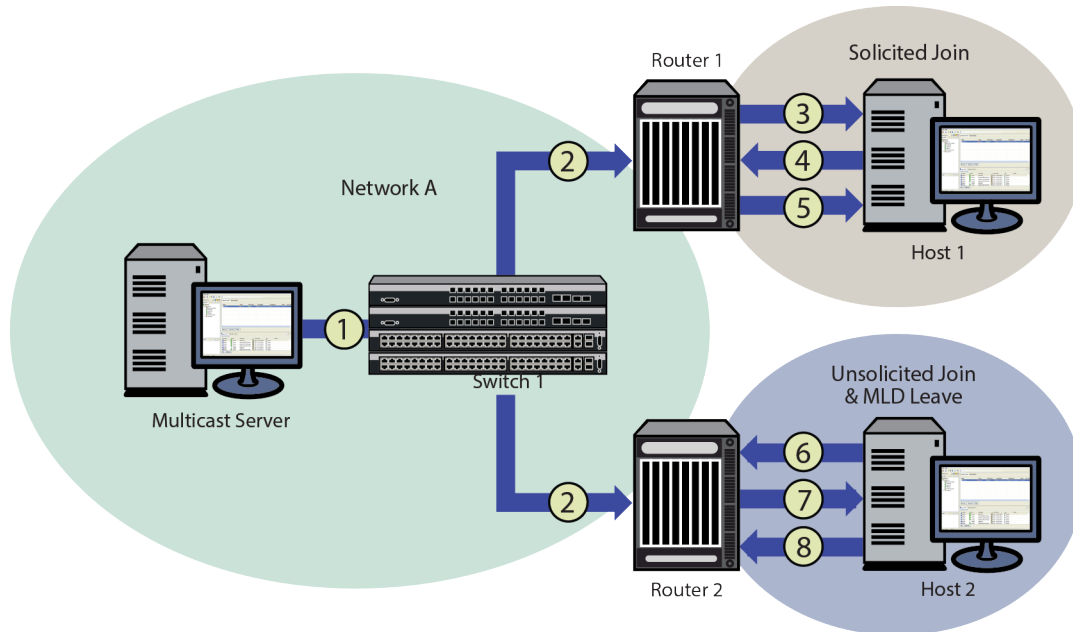 Router 1
Solicited Join
3
2
4
Network A
5
Host 1
1
Switch 1
Multicast Server
Unsolicited Join
& MLD Leave
6
2
7
8
Router 2
Host 2